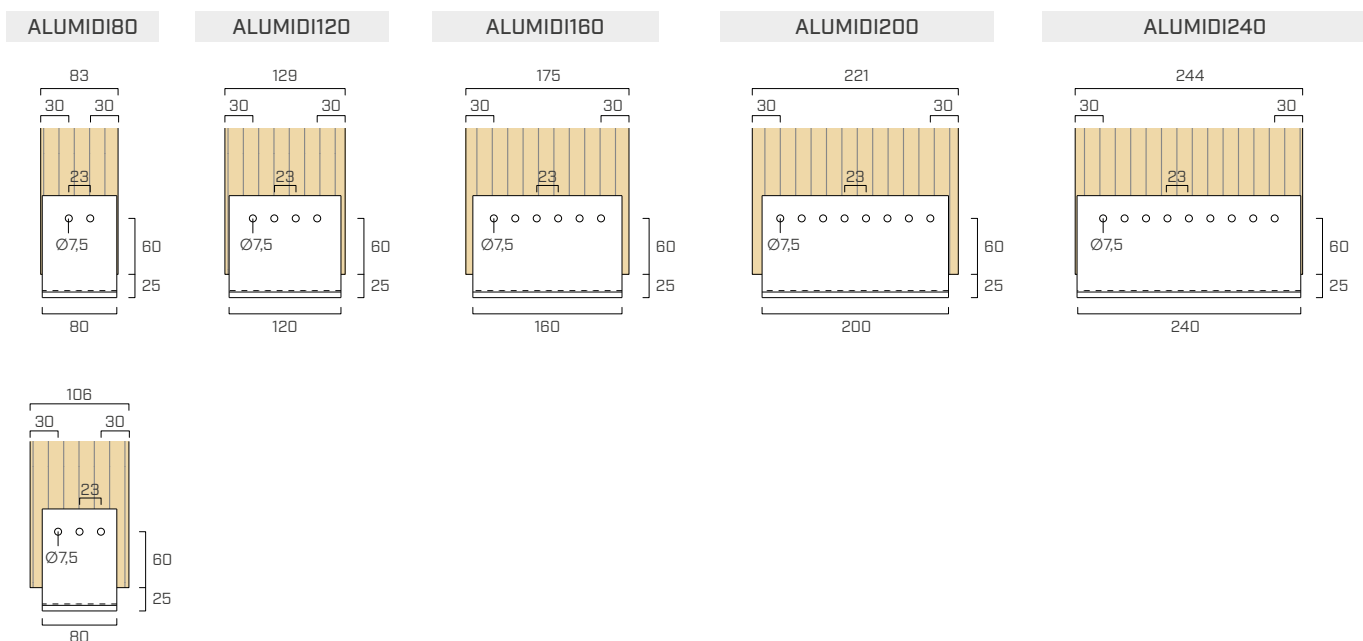 ALUMIDI80 ALUMIDI120 ALUMIDI160 ALUMIDI200 ALUMIDI240
83 129 175 221 244
30 30 30 30 30 30 30 30 30 30
23 23 23 23 23
Ø7,5 60 Ø7,5 60 Ø7,5 60 Ø7,5 60 Ø7,5 60
25 25 25 25 25
80 120 160 200 240
106
30 30
23
Ø7,5 60
25
80